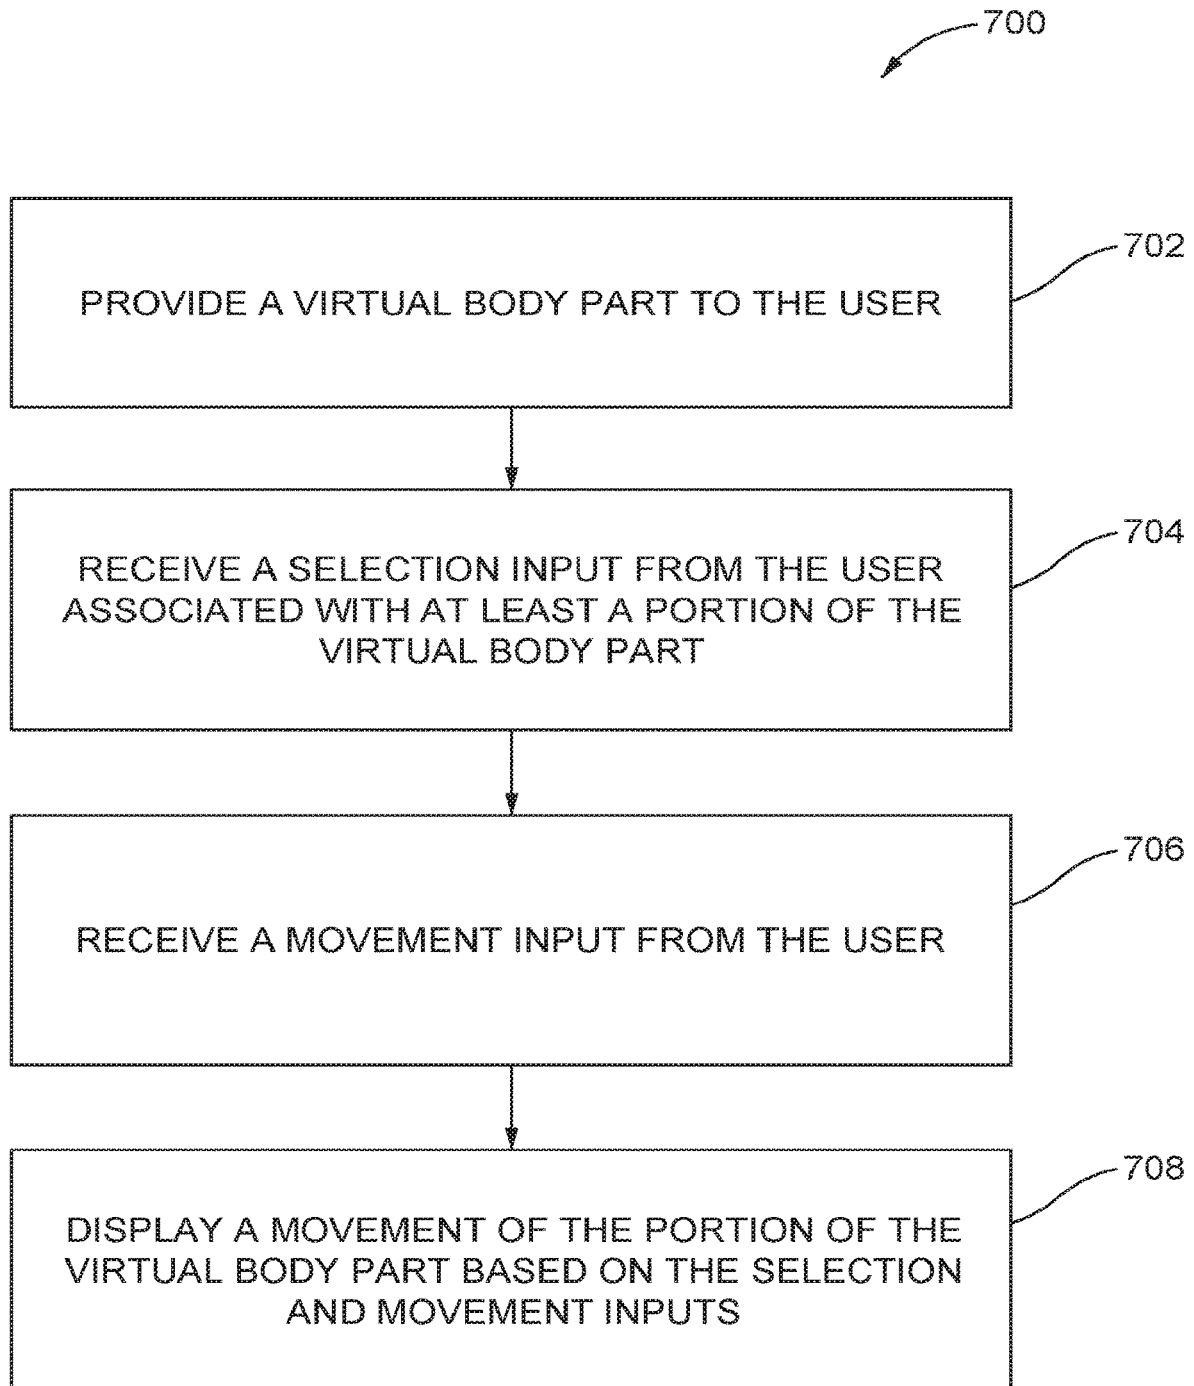 700
PROVIDE A VIRTUAL BODY PART TO THE USER
702
RECEIVE A SELECTION INPUT FROM THE USER
ASSOCIATED WITH AT LEAST A PORTION OF THE
VIRTUAL BODY PART
704
RECEIVE A MOVEMENT INPUT FROM THE USER
706
DISPLAY A MOVEMENT OF THE PORTION OF THE
VIRTUAL BODY PART BASED ON THE SELECTION
AND MOVEMENT INPUTS
708